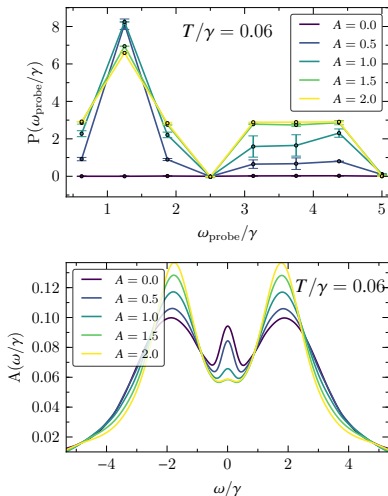 T/γ = 0.06
A = 0.0
A = 0.5
A = 1.0
A = 1.5
A = 2.0
P(ω_probe/γ)
8
6
4
2
0
1 2 3 4 5
ω_probe/γ
T/γ = 0.06
A = 0.0
A = 0.5
A = 1.0
A = 1.5
A = 2.0
A(ω/γ)
0.12
0.10
0.08
0.06
0.04
0.02
−4 −2 0 2 4
ω/γ